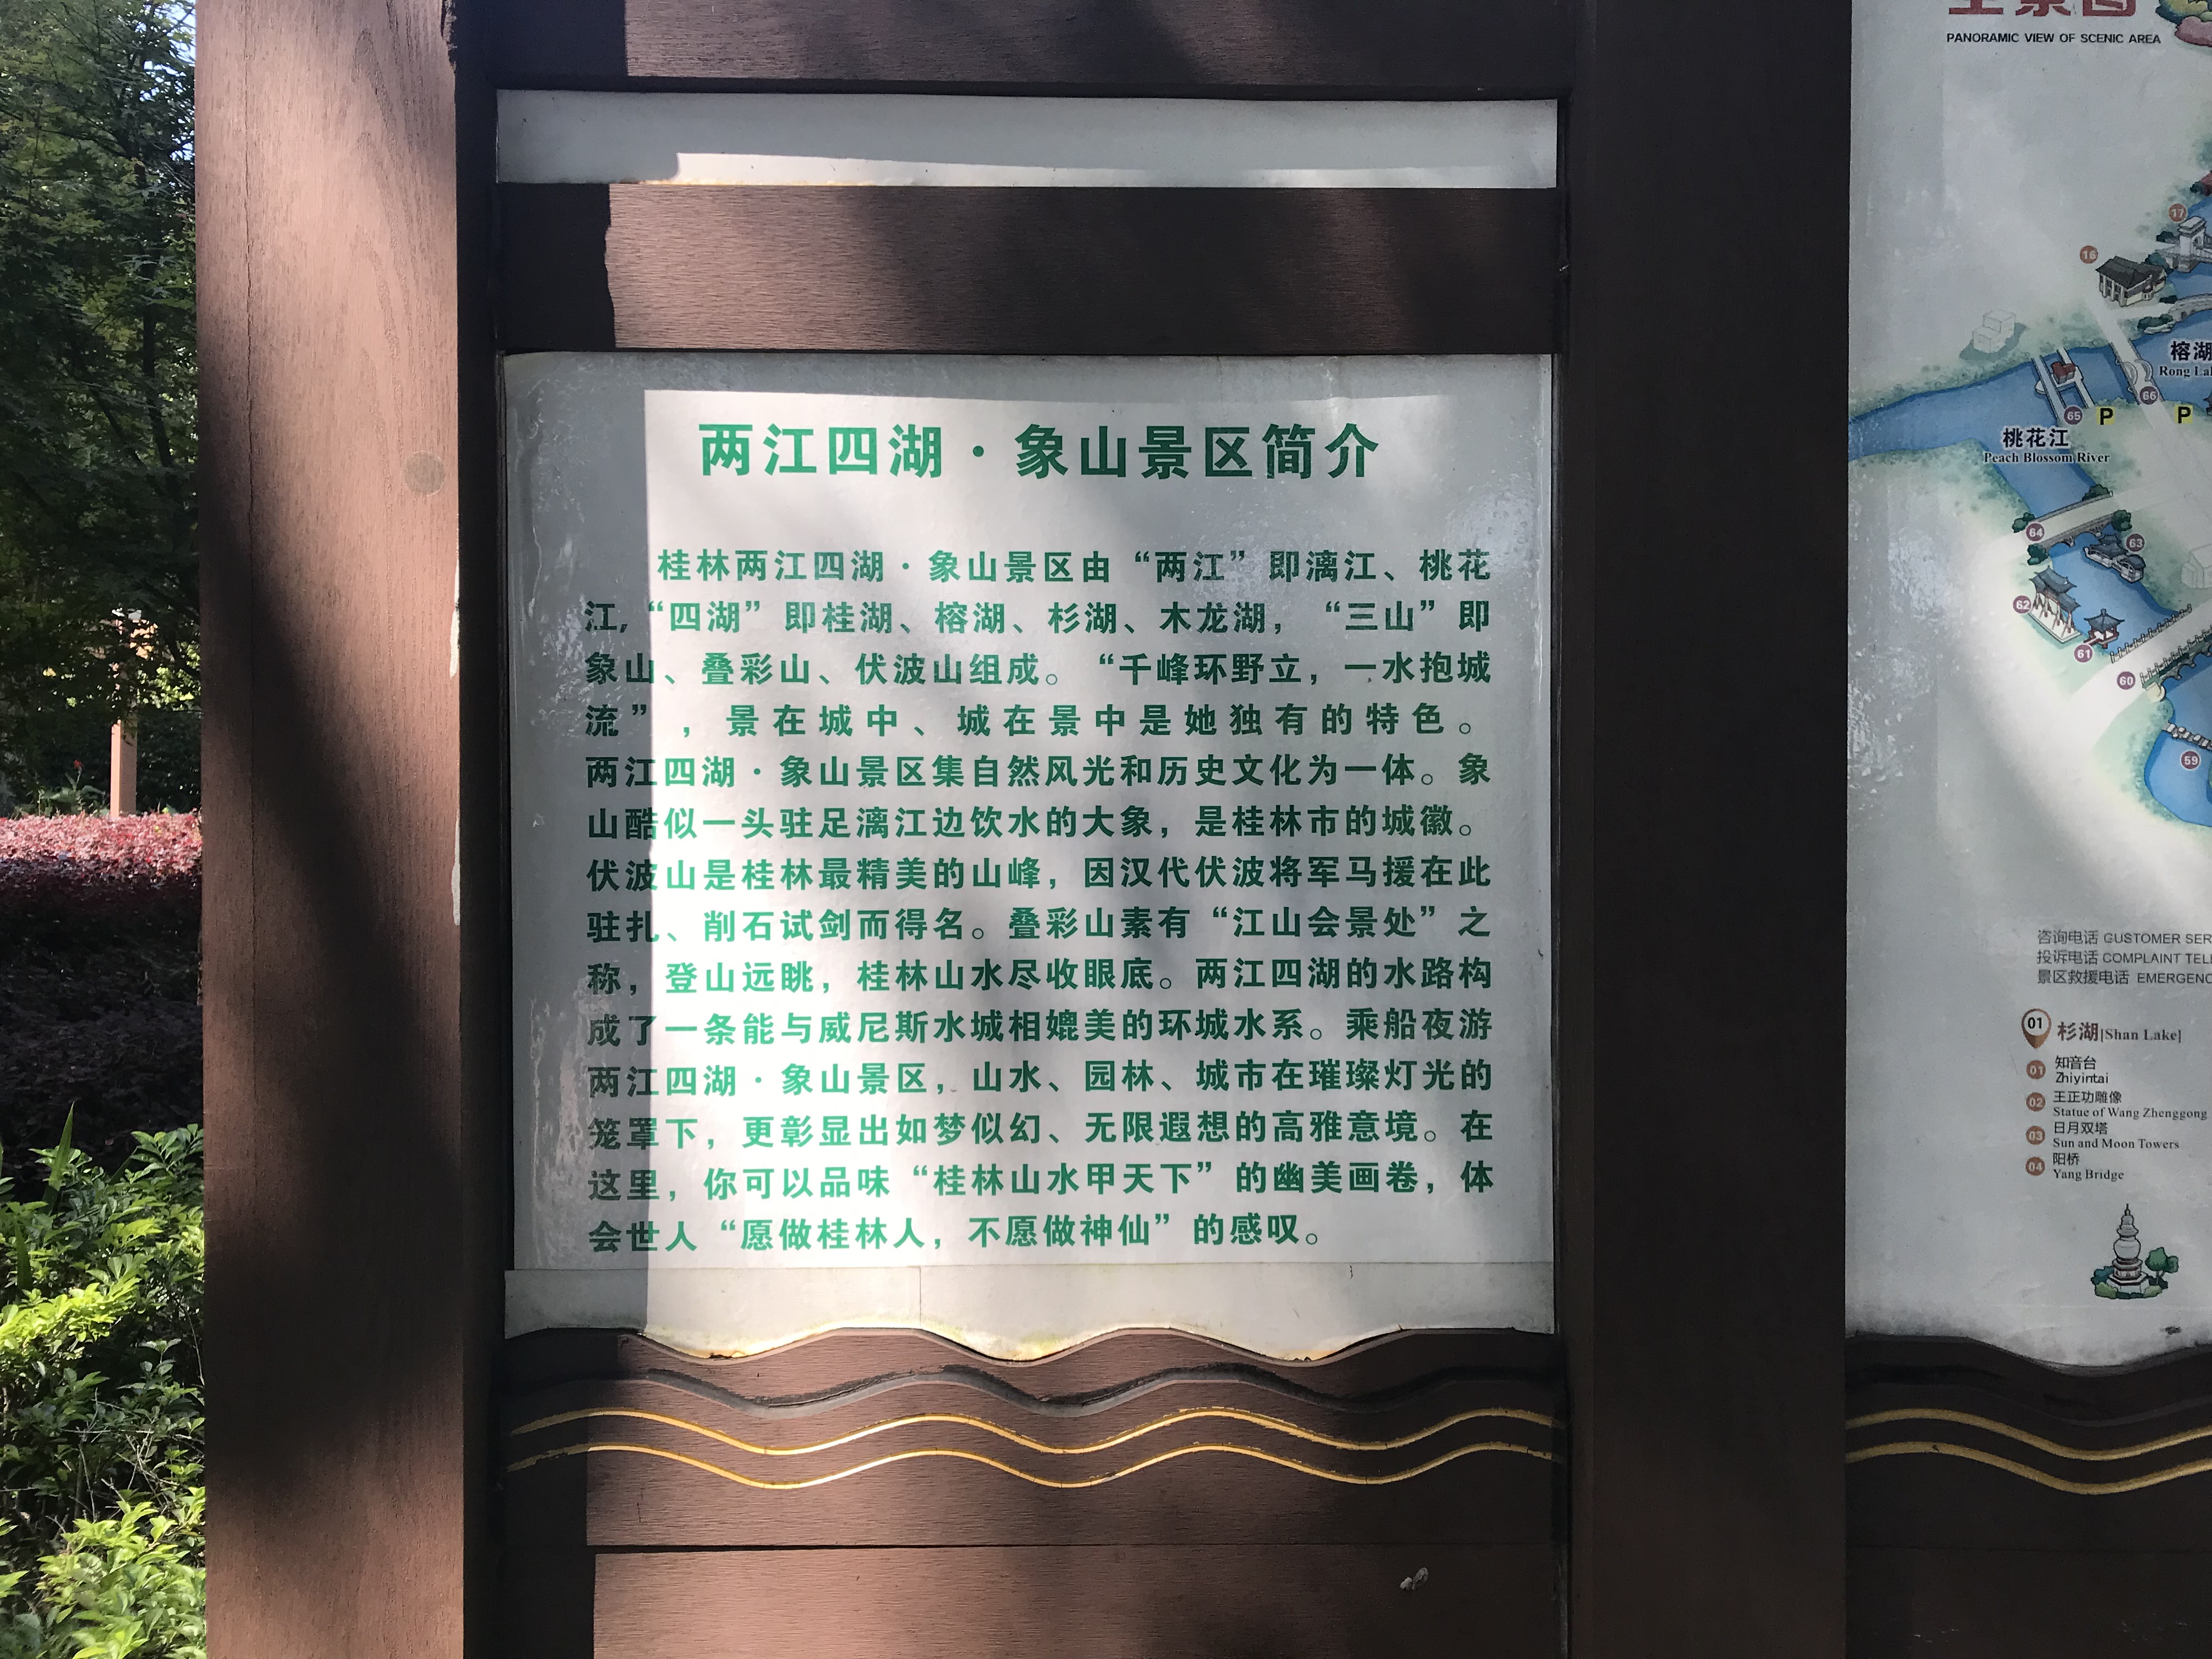 两江四湖·象山景区简介
桂林两江四湖·象山景区由“两江”即漓江、桃花
江,“四湖”即桂湖、榕湖、杉湖、木龙湖,“三山”即
象山、叠彩山、伏波山组成。“千峰环野立,一水抱城
流”,景在城中、城在景中是她独有的特色。
两江四湖·象山景区集自然风光和历史文化为一体。象
山酷似一头驻足漓江边饮水的大象,是桂林市的城徽。
伏波山是桂林最精美的山峰,因汉代伏波将军马援在此
驻扎、削石试剑而得名。叠彩山素有“江山会景处”之
称,登山远眺,桂林山水尽收眼底。两江四湖的水路构
成了一条能与威尼斯水城相媲美的环城水系。乘船夜游
两江四湖·象山景区,山水、园林、城市在璀璨灯光的
笼罩下,更彰显出如梦似幻、无限遐想的高雅意境。在
这里,你可以品味“桂林山水甲天下”的幽美画卷,体
会世人“愿做桂林人,不愿做神仙”的感叹。
PANORAMIC VIEW OF SCENIC AREA
17
16
榕湖
Rong
66
65 P
P
桃花江
Peach Blossom River
64
63
62
61
60
59
咨询电话 CUSTOMER
投诉电话 COMPLAINT
景区救援电话
01 杉湖[Shan Lake]
01 知音台
Zhiyintai
02 王正功雕像
Statue of Wang Zhenggong
03 日月双塔
Sun and Moon Towers
04 阳桥
Yang Bridge